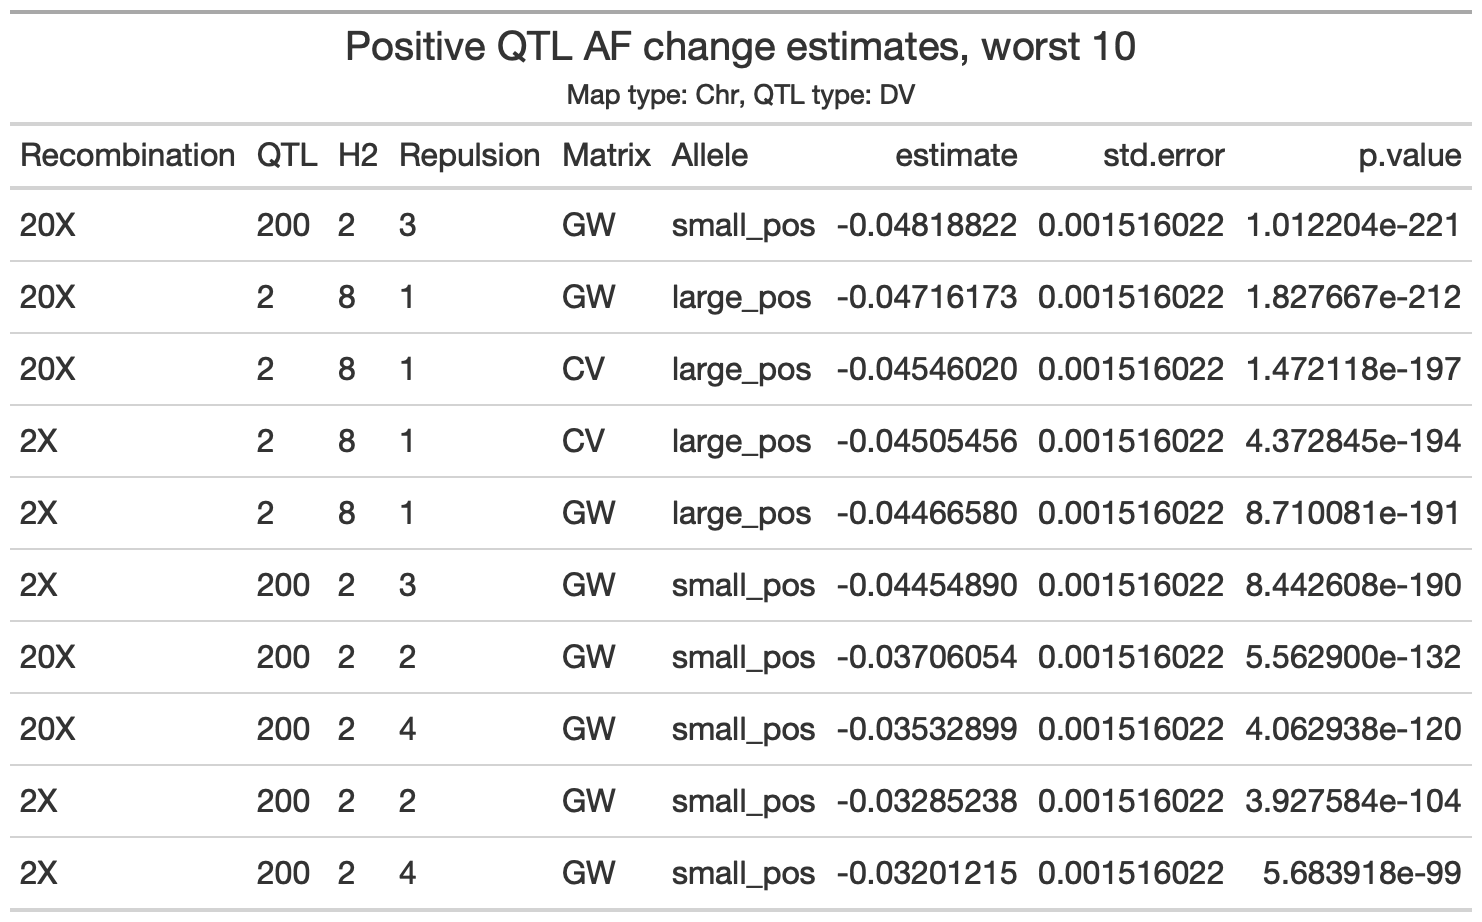 Positive QTL AF change estimates, worst 10
Map type: Chr, QTL type: DV
Recombination QTL H2 Repulsion Matrix Allele estimate std.error p.value
20X 200 2 3 GW small_pos -0.04818822 0.001516022 1.012204e-221
20X 2 8 1 GW large_pos -0.04716173 0.001516022 1.827667e-212
20X 2 8 1 CV large_pos -0.04546020 0.001516022 1.472118e-197
2X 2 8 1 CV large_pos -0.04505456 0.001516022 4.372845e-194
2X 2 8 1 GW large_pos -0.04466580 0.001516022 8.710081e-191
2X 200 2 3 GW small_pos -0.04454890 0.001516022 8.442608e-190
20X 200 2 2 GW small_pos -0.03706054 0.001516022 5.562900e-132
20X 200 2 4 GW small_pos -0.03532899 0.001516022 4.062938e-120
2X 200 2 2 GW small_pos -0.03285238 0.001516022 3.927584e-104
2X 200 2 4 GW small_pos -0.03201215 0.001516022 5.683918e-99